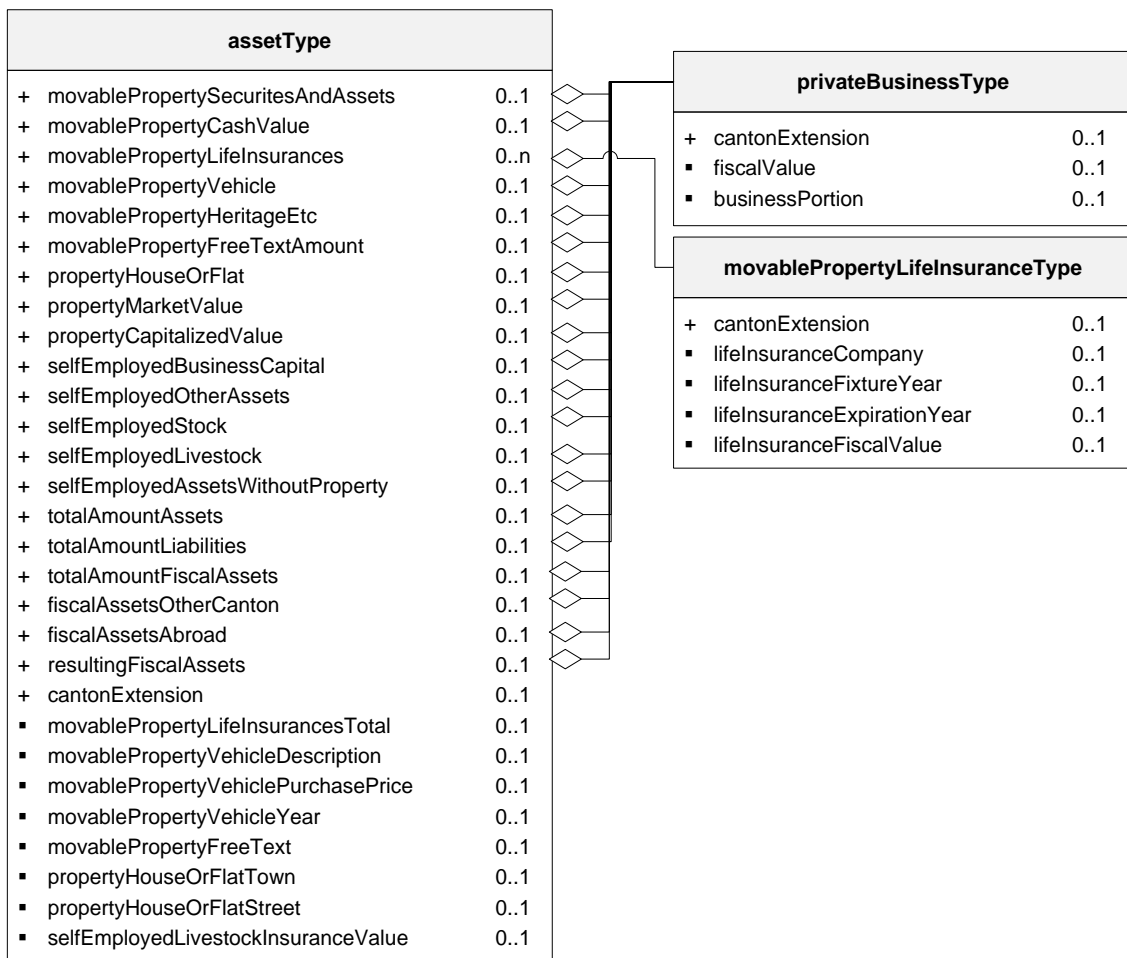 assetType
+ movablePropertySecuritesAndAssets 0..1
+ movablePropertyCashValue 0..1
+ movablePropertyLifeInsurances 0..n
+ movablePropertyVehicle 0..1
+ movablePropertyHeritageEtc 0..1
+ movablePropertyFreeTextAmount 0..1
+ propertyHouseOrFlat 0..1
+ propertyMarketValue 0..1
+ propertyCapitalizedValue 0..1
+ selfEmployedBusinessCapital 0..1
+ selfEmployedOtherAssets 0..1
+ selfEmployedStock 0..1
+ selfEmployedLivestock 0..1
+ selfEmployedAssetsWithoutProperty 0..1
+ totalAmountAssets 0..1
+ totalAmountLiabilities 0..1
+ totalAmountFiscalAssets 0..1
+ fiscalAssetsOtherCanton 0..1
+ fiscalAssetsAbroad 0..1
+ resultingFiscalAssets 0..1
+ cantonExtension 0..1
▪ movablePropertyLifeInsurancesTotal 0..1
▪ movablePropertyVehicleDescription 0..1
▪ movablePropertyVehiclePurchasePrice 0..1
▪ movablePropertyVehicleYear 0..1
▪ movablePropertyFreeText 0..1
▪ propertyHouseOrFlatTown 0..1
▪ propertyHouseOrFlatStreet 0..1
▪ selfEmployedLivestockInsuranceValue 0..1
privateBusinessType
+ cantonExtension 0..1
▪ fiscalValue 0..1
▪ businessPortion 0..1
movablePropertyLifeInsuranceType
+ cantonExtension 0..1
▪ lifeInsuranceCompany 0..1
▪ lifeInsuranceFixtureYear 0..1
▪ lifeInsuranceExpirationYear 0..1
▪ lifeInsuranceFiscalValue 0..1